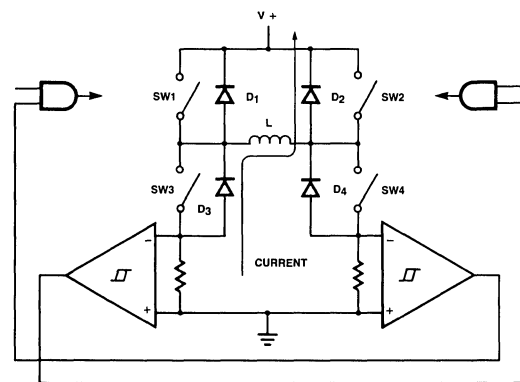 V +
SW1
D1
D2
SW2
L
SW3
D3
D4
SW4
−
−
CURRENT
+
+